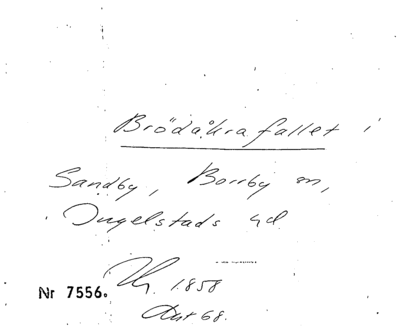 Brödåkrafallet i
Sandby, Borrby sn,
Ingelstads hd
Nr 7556. 1858